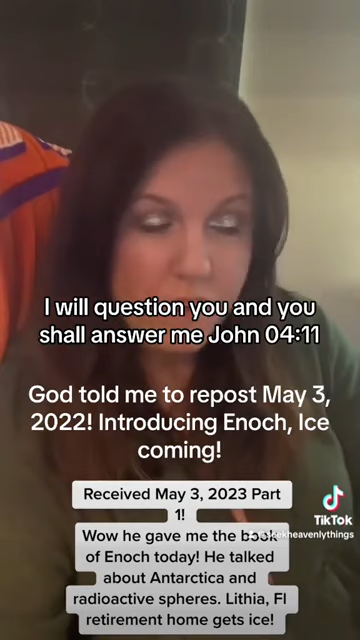 I will question you and you
shall answer me John 04:11
God told me to repost May 3,
2022! Introducing Enoch, Ice
coming!
Received May 3, 2023 Part
1!
Wow he gave me the book
of Enoch today! He talked
about Antarctica and
radioactive spheres. Lithia, Fl
retirement home gets ice!
TikTok